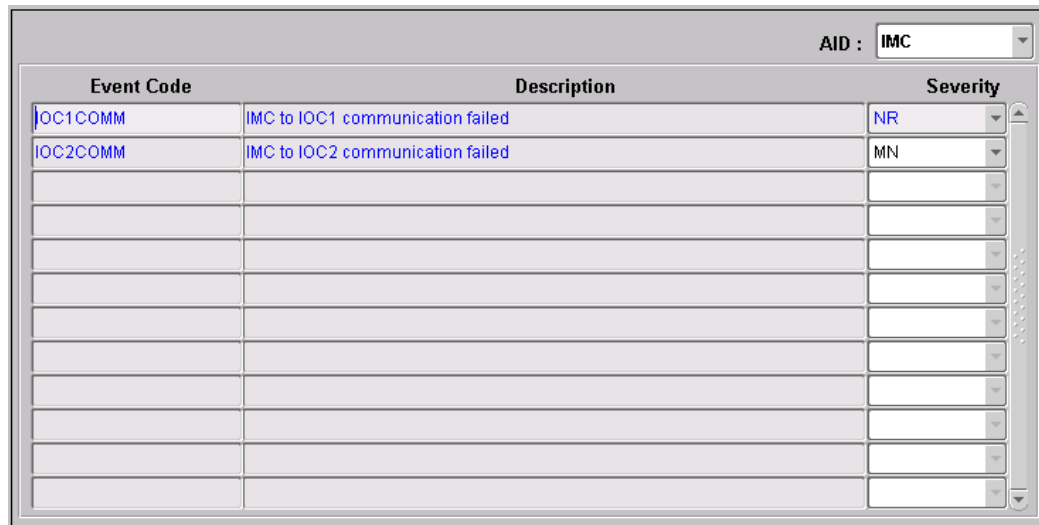 AID : IMC
Event Code Description Severity
IOC1COMM IMC to IOC1 communication failed NR
IOC2COMM IMC to IOC2 communication failed MN